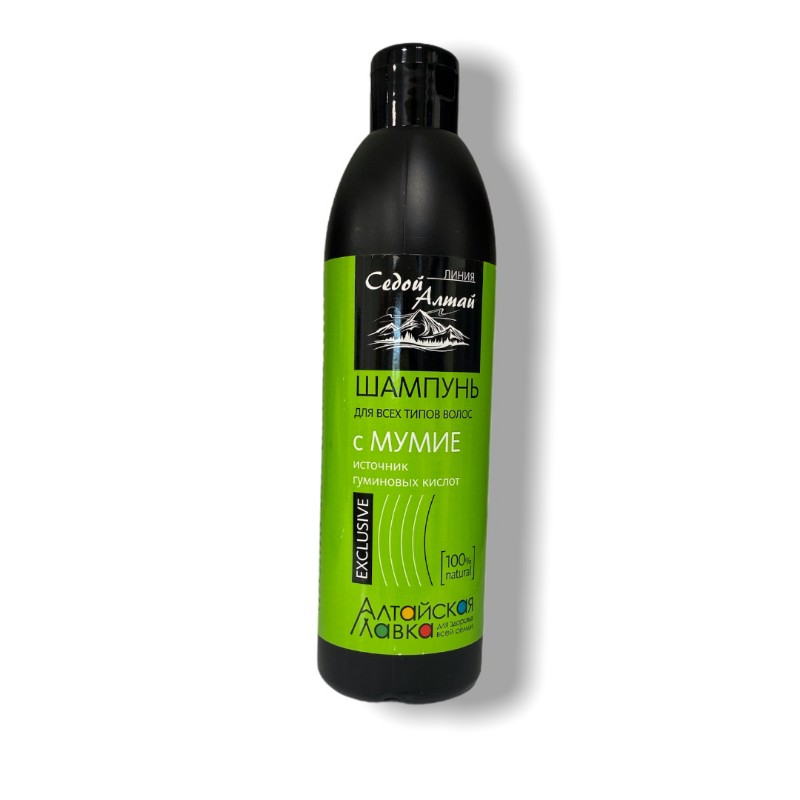 ЛИНИЯ
Седой
Алтай
ШАМПУНЬ
ДЛЯ ВСЕХ ТИПОВ ВОЛОС
с МУМИЕ
источник
гуминовых кислот
EXCLUSIVE
[100%
natural]
Алтайская
Лавка
для здоровья
всей семьи